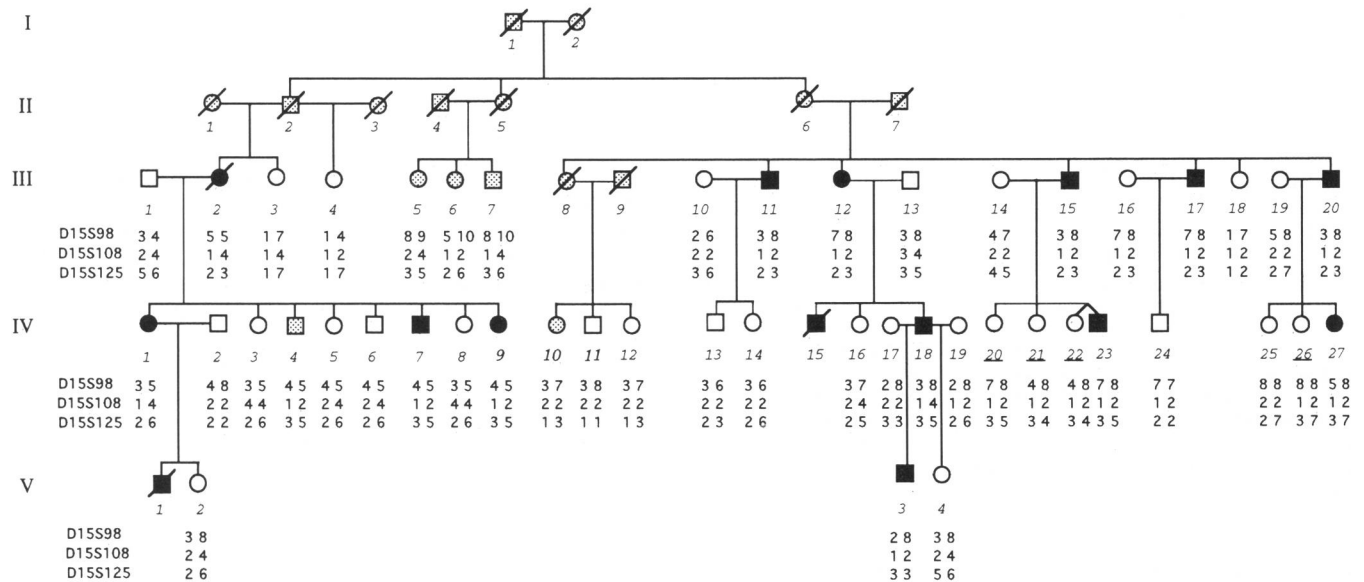 I
1 2
II
1 2 3 4 5 6 7
III
1 2 3 4 5 6 7 8 9 10 11 12 13 14 15 16 17 18 19 20
D15S98 3 4 5 5 1 7 1 4 8 9 5 10 8 10 2 6 3 8 7 8 3 8 4 7 3 8 7 8 7 8 1 7 5 8 3 8
D15S108 2 4 1 4 1 4 1 2 2 4 1 2 1 4 2 2 1 2 1 2 3 4 2 2 1 2 1 2 1 2 1 2 2 2 1 2
D15S125 5 6 2 3 1 7 1 7 3 5 2 6 3 6 3 6 2 3 2 3 3 5 4 5 2 3 2 3 2 3 1 2 2 7 2 3
IV
1 2 3 4 5 6 7 8 9 10 11 12 13 14 15 16 17 18 19 20 21 22 23 24 25 26 27
D15S98 3 5 4 8 3 5 4 5 4 5 4 5 4 5 3 5 4 5 3 7 3 8 3 7 3 6 3 6 3 7 2 8 3 8 2 8 7 8 4 8 4 8 7 8 7 7 8 8 8 8 5 8
D15S108 1 4 2 2 4 4 1 2 2 4 2 4 1 2 4 4 1 2 2 2 2 2 2 2 2 2 2 2 2 4 2 2 1 4 1 2 1 2 1 2 1 2 1 2 1 2 2 2 1 2 1 2
D15S125 2 6 2 2 2 6 3 5 2 6 2 6 3 5 2 6 3 5 1 3 1 1 1 3 2 3 2 6 2 5 3 3 3 5 2 6 3 5 3 4 3 4 3 5 2 2 2 7 3 7 3 7
V
1 2 3 4
D15S98 3 8 2 8 3 8
D15S108 2 4 1 2 2 4
D15S125 2 6 3 3 5 6